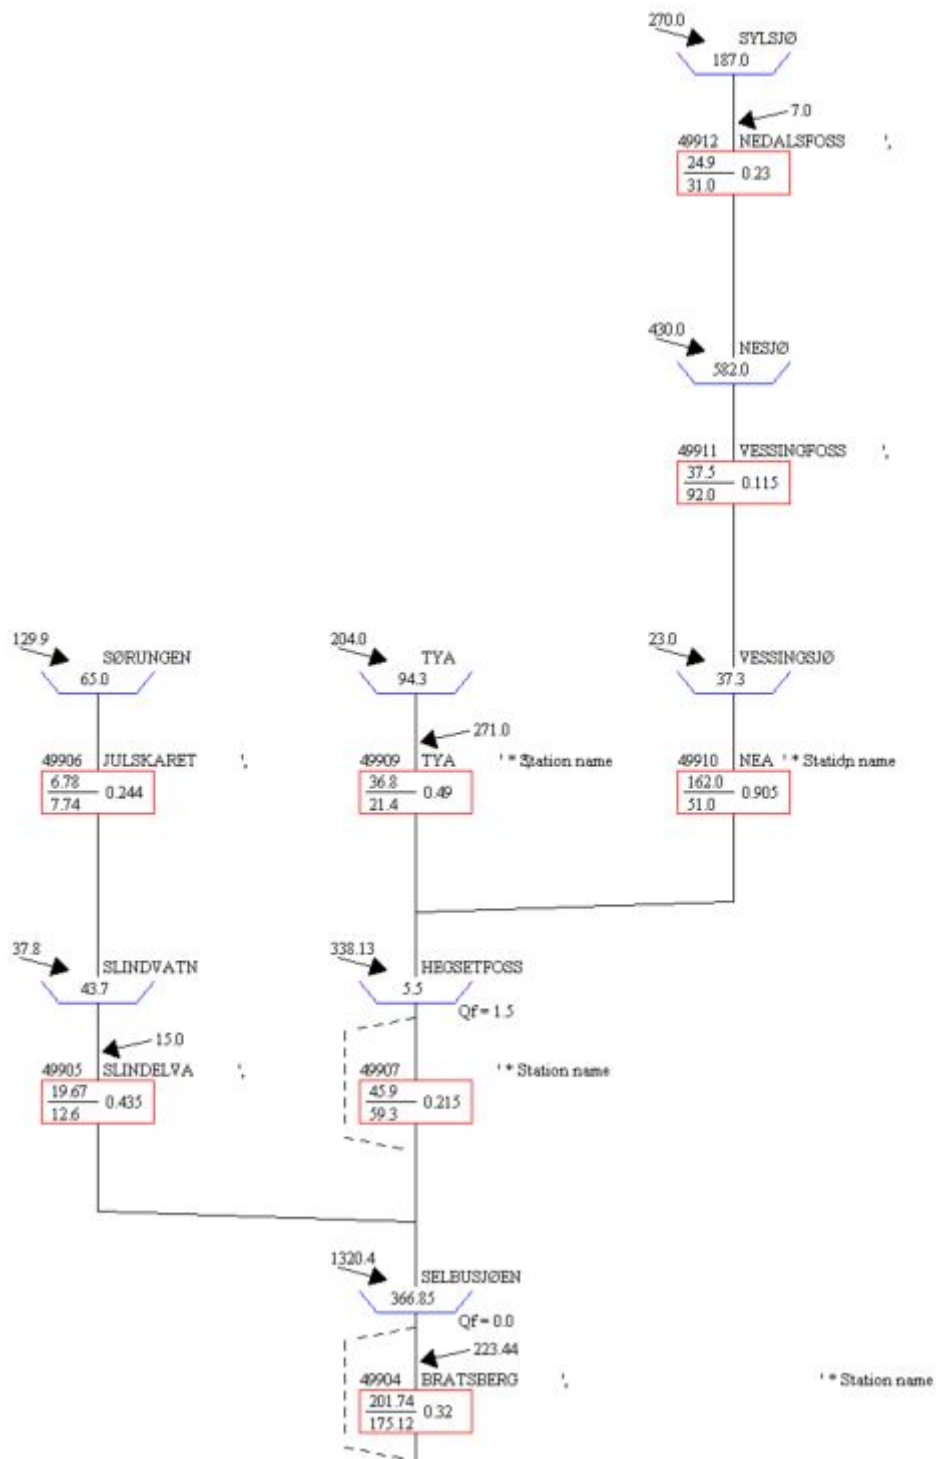 270.0
SYLSJØ
187.0
7.0
49912 NEDALSFOSS ',
24.9
0.23
31.0
430.0
NESJØ
582.0
49911 VESSINGFOSS ',
37.5
0.115
92.0
129.9
SØRUNGEN
65.0
204.0
TYA
94.3
23.0
VESSINGSJØ
37.3
271.0
49906 JULSKARET ',
6.78
0.244
7.74
49909 TYA ' * Station name
36.8
0.49
21.4
49910 NEA ' * Station name
162.0
0.905
51.0
37.8
SLINDVATN
43.7
338.13
HEGSETFOSS
5.5
Qf = 1.5
15.0
49905 SLINDELVA ',
19.67
0.435
12.6
49907 ' * Station name
45.9
0.215
59.3
1320.4
SELBUSJØEN
366.85
Qf = 0.0
223.44
49904 BRATSBERG ', ' * Station name
201.74
0.32
175.12